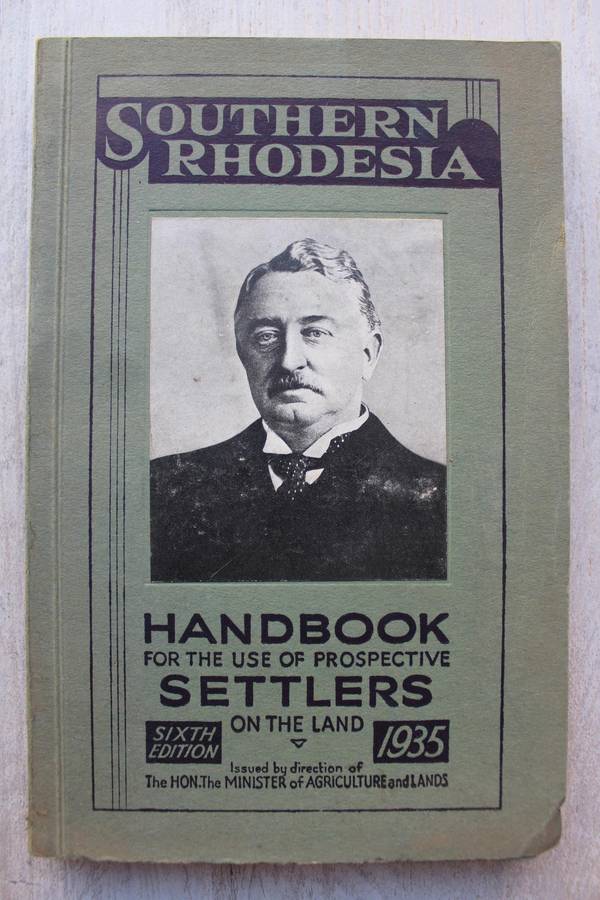 SOUTHERN
RHODESIA
HANDBOOK
FOR THE USE OF PROSPECTIVE
SETTLERS
ON THE LAND
SIXTH
EDITION
1935
Issued by direction of
The HON. The MINISTER of AGRICULTURE and LANDS